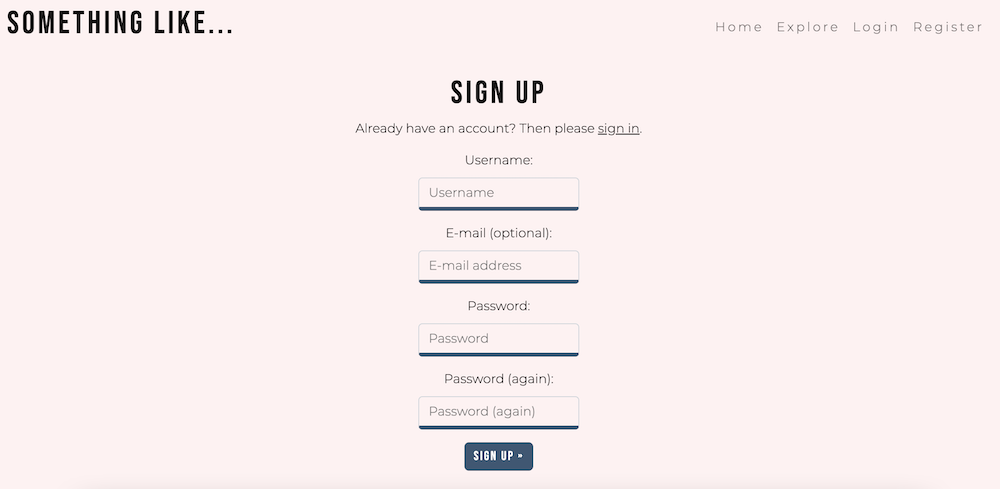 SOMETHING LIKE...
Home Explore Login Register
SIGN UP
Already have an account? Then please sign in.
Username:
Username
E-mail (optional):
E-mail address
Password:
Password
Password (again):
Password (again)
SIGN UP »